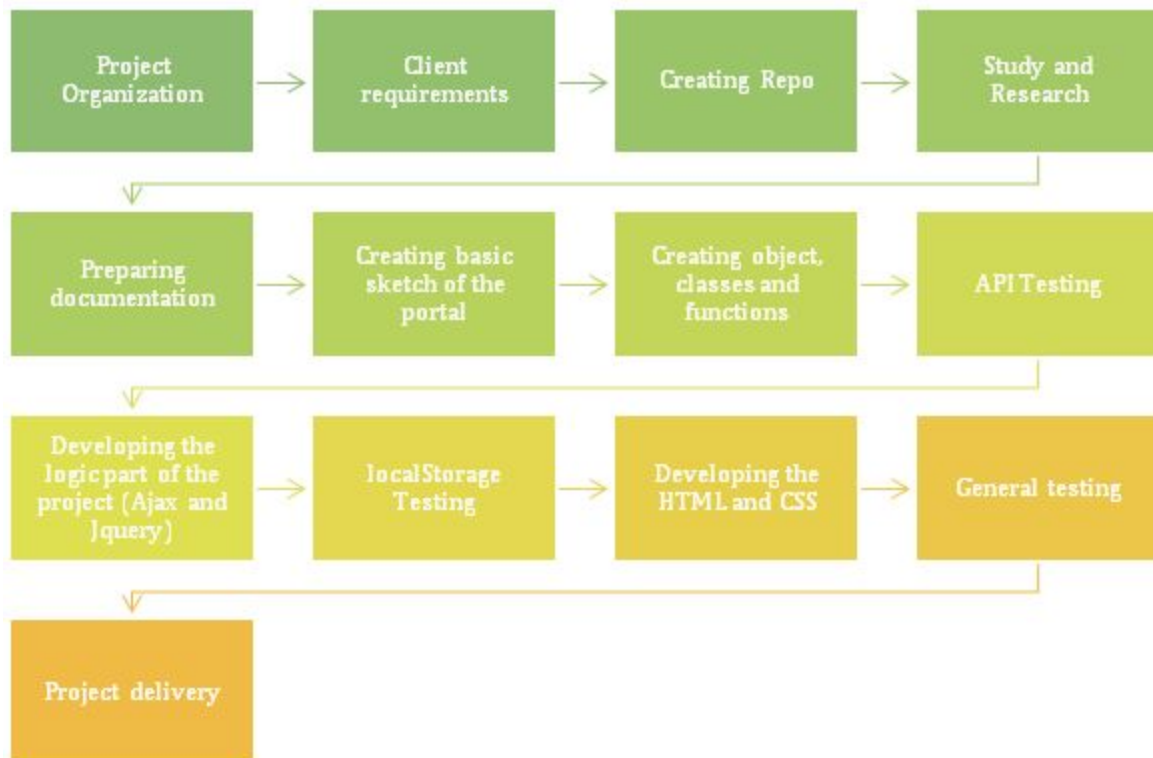 Project
Organization
Client
requirements
Creating Repo
Study and
Research
Preparing
documentation
Creating basic
sketch of the
portal
Creating object,
classes and
functions
API Testing
Developing the
logic part of the
project (Ajax and
Jquery)
localStorage
Testing
Developing the
HTML and CSS
General testing
Project delivery